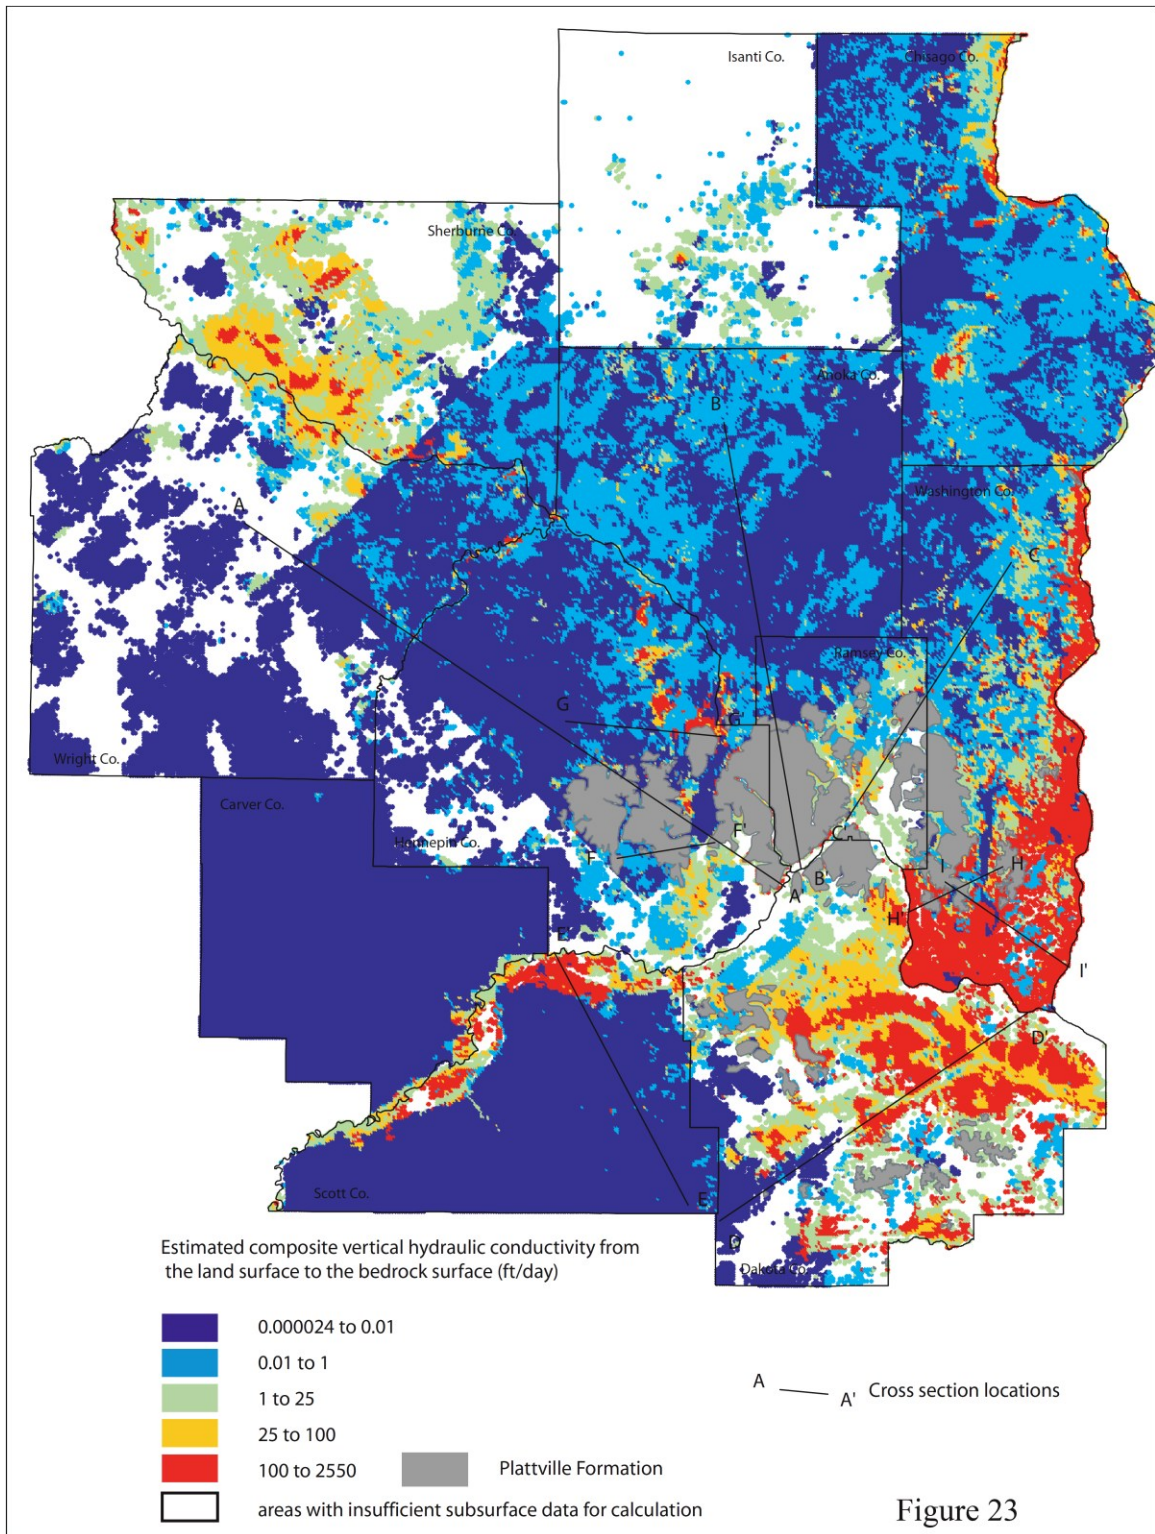 Isanti Co.
Chisago Co.
Sherburne Co.
Anoka Co.
B
Washington Co.
A
C
Ramsey Co.
G
G'
Wright Co.
Carver Co.
Hennepin Co.
F'
C'
F
I
H
B'
A'
H'
E'
I'
D'
Scott Co.
E
D
Dakota Co.
Estimated composite vertical hydraulic conductivity from
the land surface to the bedrock surface (ft/day)
0.000024 to 0.01
0.01 to 1
1 to 25
25 to 100
100 to 2550
Plattville Formation
areas with insufficient subsurface data for calculation
A
A'
Cross section locations
Figure 23